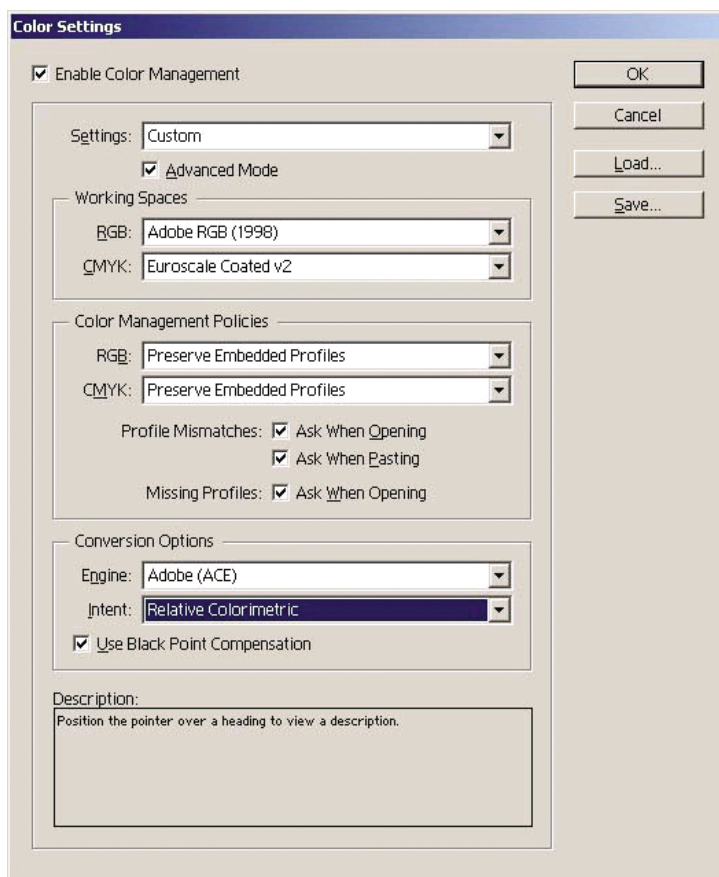 Color Settings
Enable Color Management
OK
Cancel
Load...
Save...
Settings: Custom
Advanced Mode
Working Spaces
RGB: Adobe RGB (1998)
CMYK: Euroscale Coated v2
Color Management Policies
RGB: Preserve Embedded Profiles
CMYK: Preserve Embedded Profiles
Profile Mismatches: Ask When Opening
Ask When Pasting
Missing Profiles: Ask When Opening
Conversion Options
Engine: Adobe (ACE)
Intent: Relative Colorimetric
Use Black Point Compensation
Description:
Position the pointer over a heading to view a description.